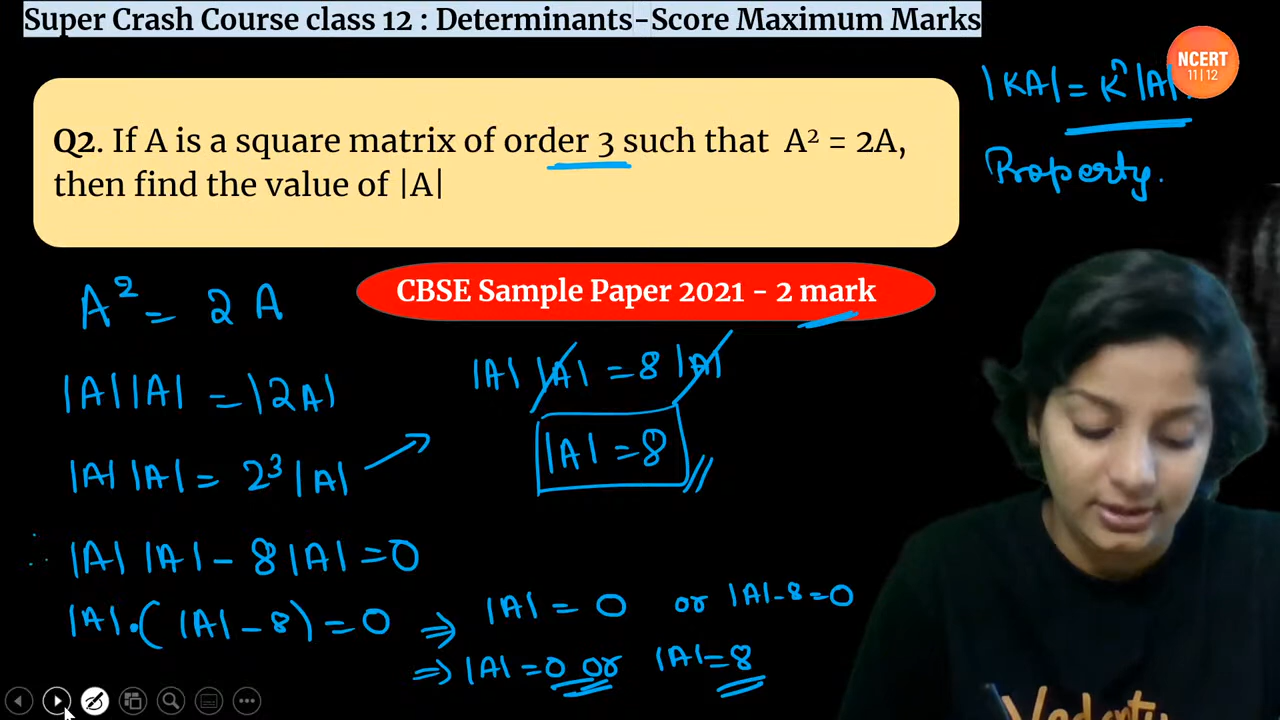 Super Crash Course class 12 : Determinants-Score Maximum Marks
NCERT
11 | 12
|KA| = Kⁿ|A|
Property.
Q2. If A is a square matrix of order 3 such that A² = 2A,
then find the value of |A|
CBSE Sample Paper 2021 - 2 mark
A² = 2A
|A| |A| = |2A|
|A| |A| = 2³ |A|
|A| |A| = 8 |A|
|A| = 8
∴ |A| |A| - 8 |A| = 0
|A| . ( |A| - 8 ) = 0 ⇒ |A| = 0 or |A| - 8 = 0
⇒ |A| = 0 or |A| = 8
Vedantu